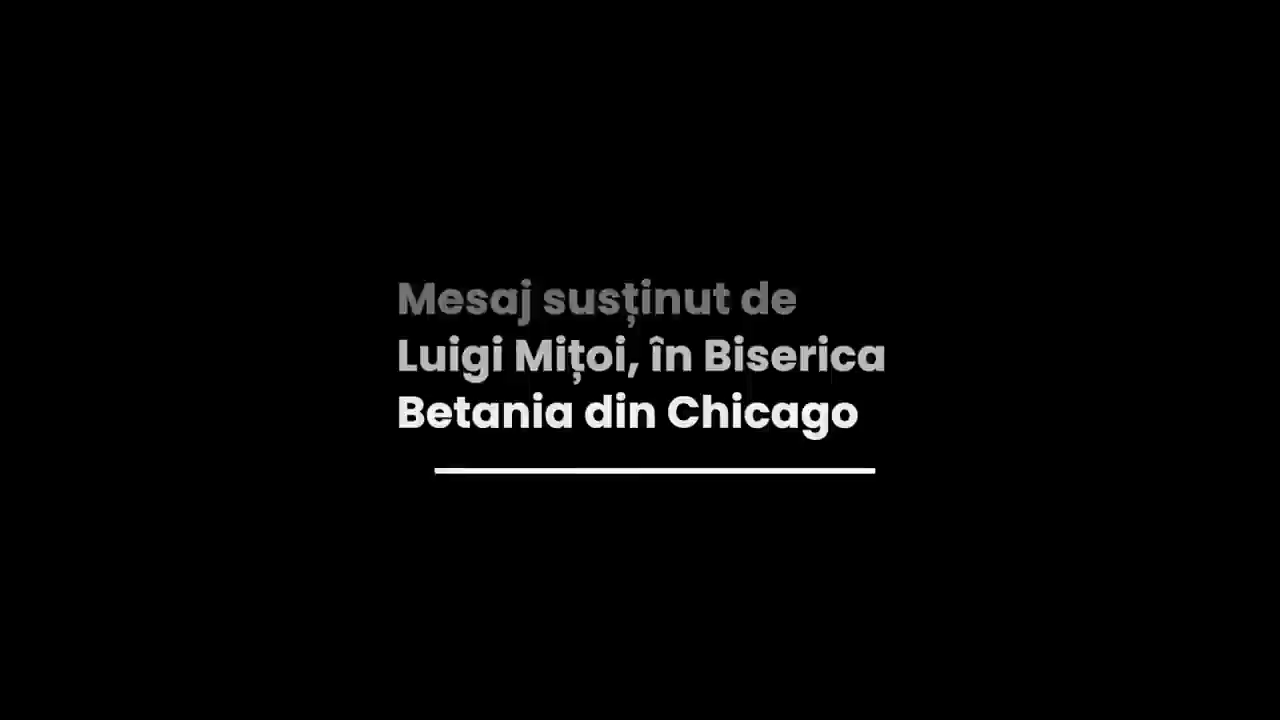 Mesaj susținut de
Luigi Mițoi, în Biserica
Betania din Chicago